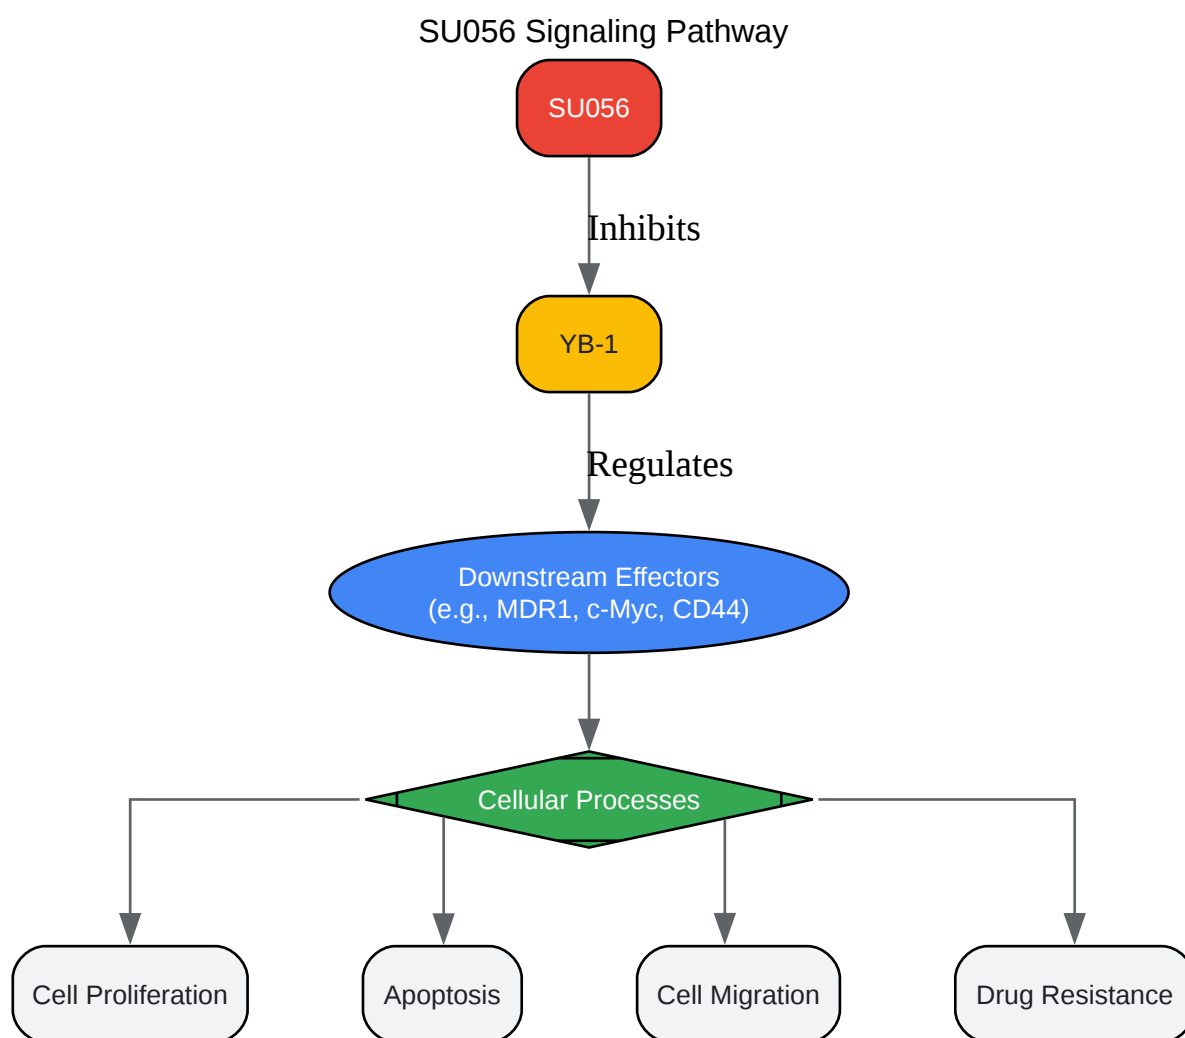 SU056 Signaling Pathway
SU056
Inhibits
YB-1
Regulates
Downstream Effectors
(e.g., MDR1, c-Myc, CD44)
Cellular Processes
Cell Proliferation
Apoptosis
Cell Migration
Drug Resistance